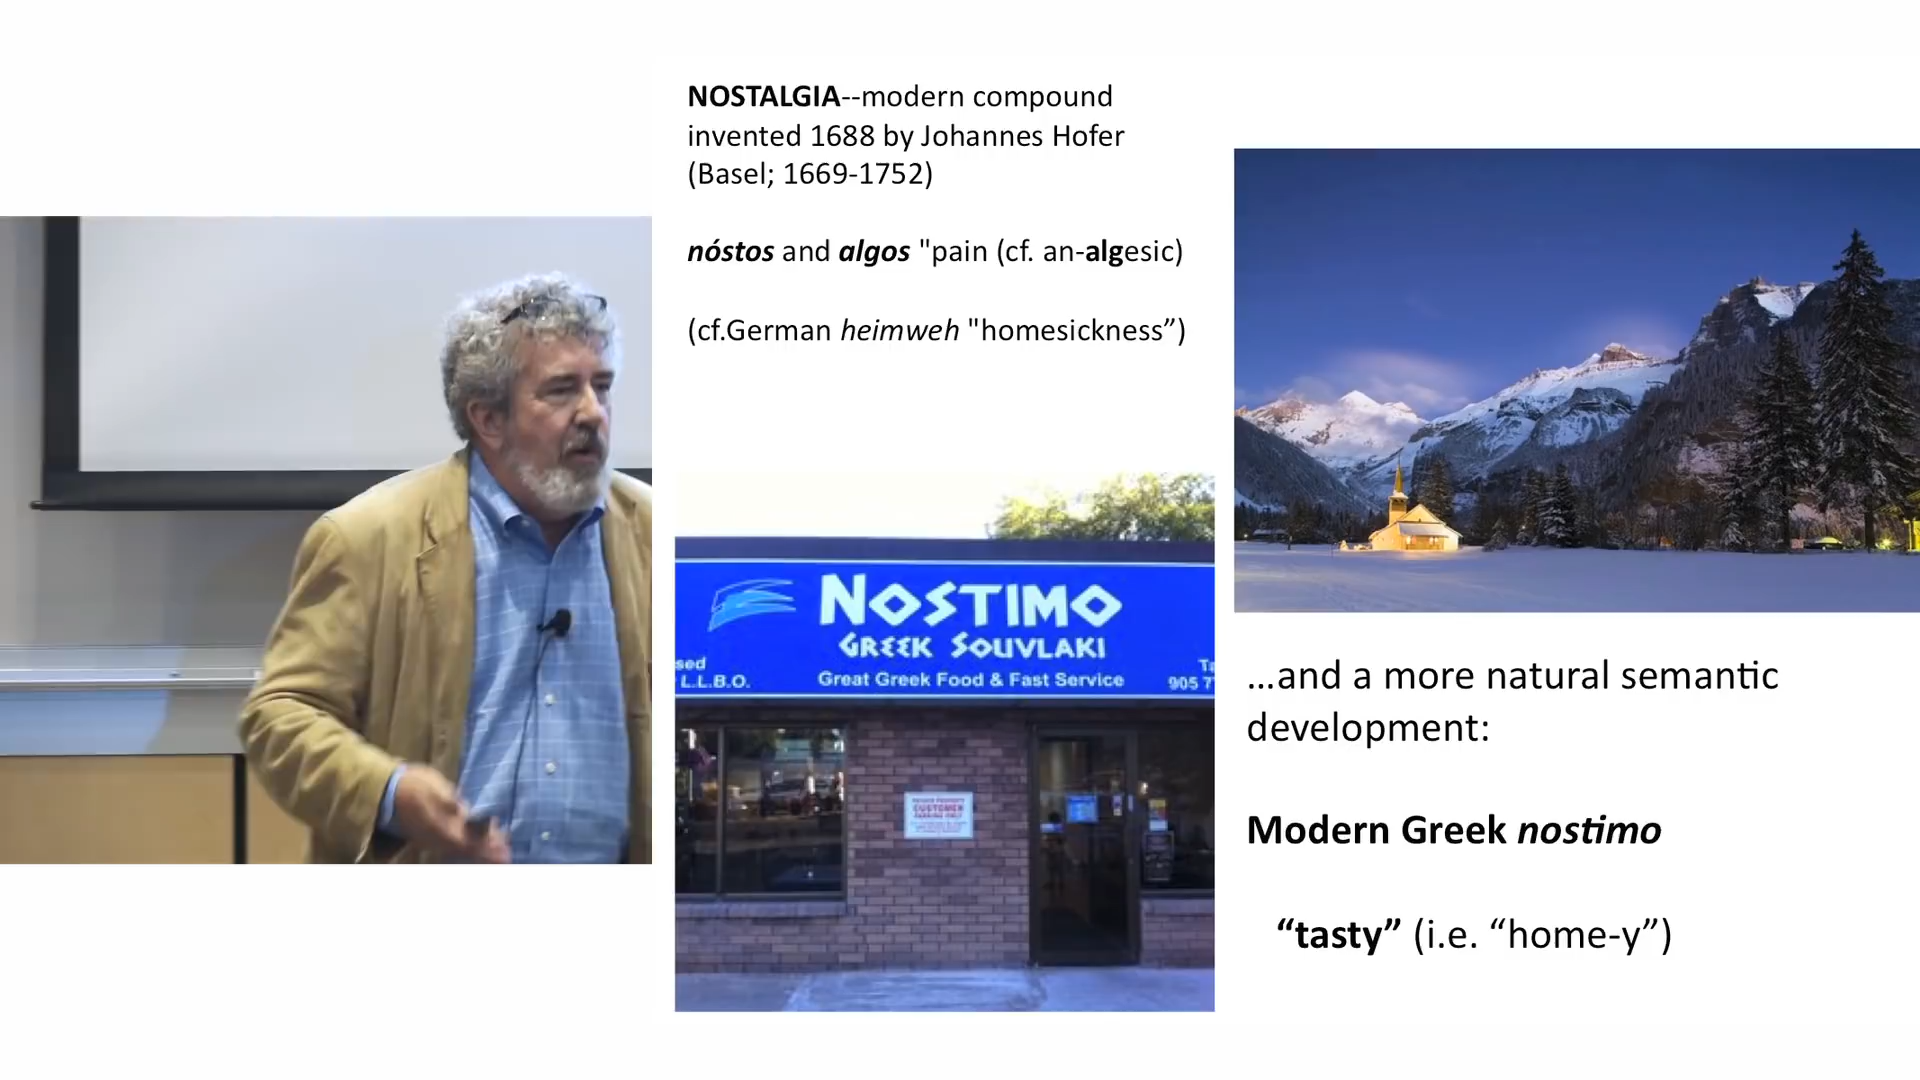 NOSTALGIA--modern compound
invented 1688 by Johannes Hofer
(Basel; 1669-1752)
nóstos and algos "pain (cf. an-algesic)
(cf.German heimweh "homesickness”)
NOSTIMO
GREEK SOUVLAKI
sed
L.L.B.O.
Great Greek Food & Fast Service
905 7
CUSTOMER
...and a more natural semantic
development:
Modern Greek nostimo
“tasty” (i.e. “home-y”)